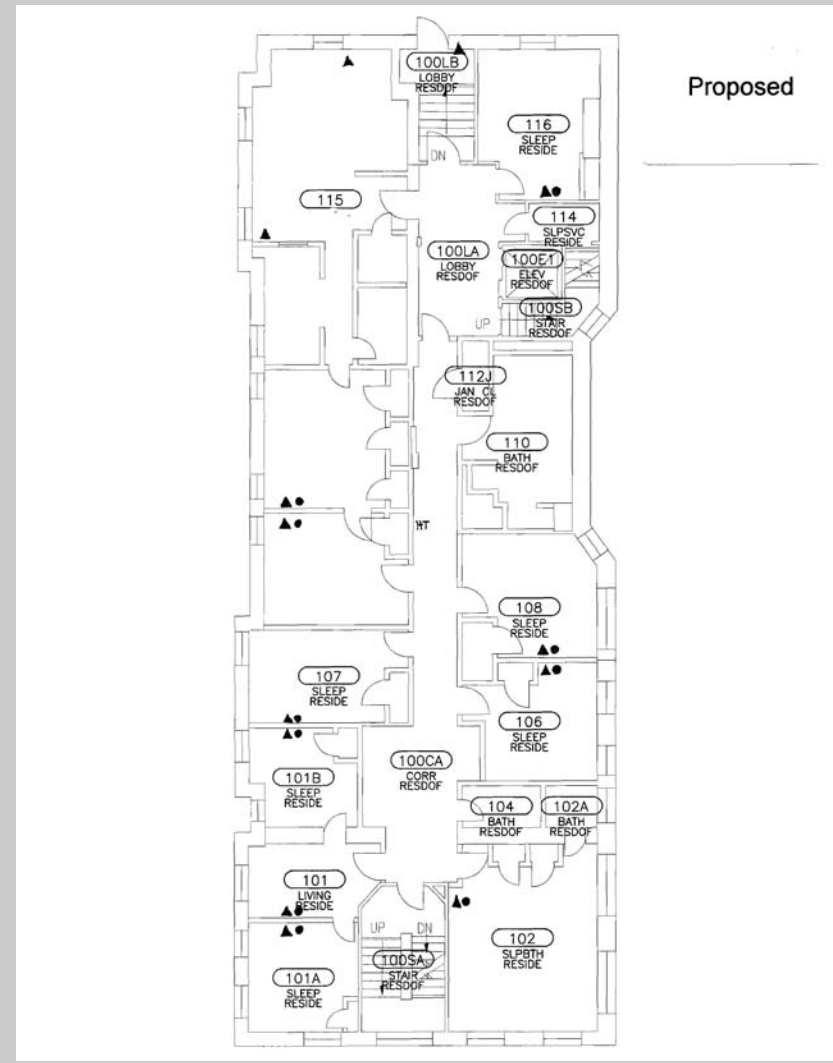 Proposed
100LB
LOBBY
RESDOF
116
SLEEP
RESIDE
DN
115
114
SLPSVC
RESIDE
100LA
LOBBY
RESDOF
100E1
ELEV
RESDOF
100SB
STAIR
RESDOF
UP
112J
JAN CL
RESDOF
110
BATH
RESDOF
HT
108
SLEEP
RESIDE
107
SLEEP
RESIDE
106
SLEEP
RESIDE
100CA
CORR
RESDOF
101B
SLEEP
RESIDE
104
BATH
RESDOF
102A
BATH
RESDOF
101
LIVING
RESIDE
UP
DN
102
SLPBTH
RESIDE
100SA
STAIR
RESDOF
101A
SLEEP
RESIDE